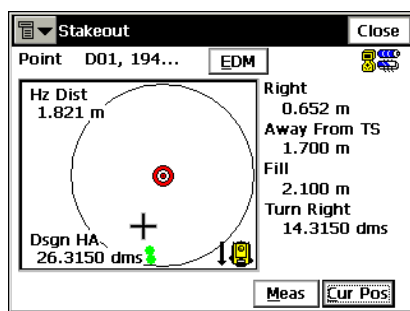 Stakeout
Close
Point D01, 194...
EDM
Hz Dist
1.821 m
Dsgn HA
26.3150 dms
Right
0.652 m
Away From TS
1.700 m
Fill
2.100 m
Turn Right
14.3150 dms
Meas
Cur Pos